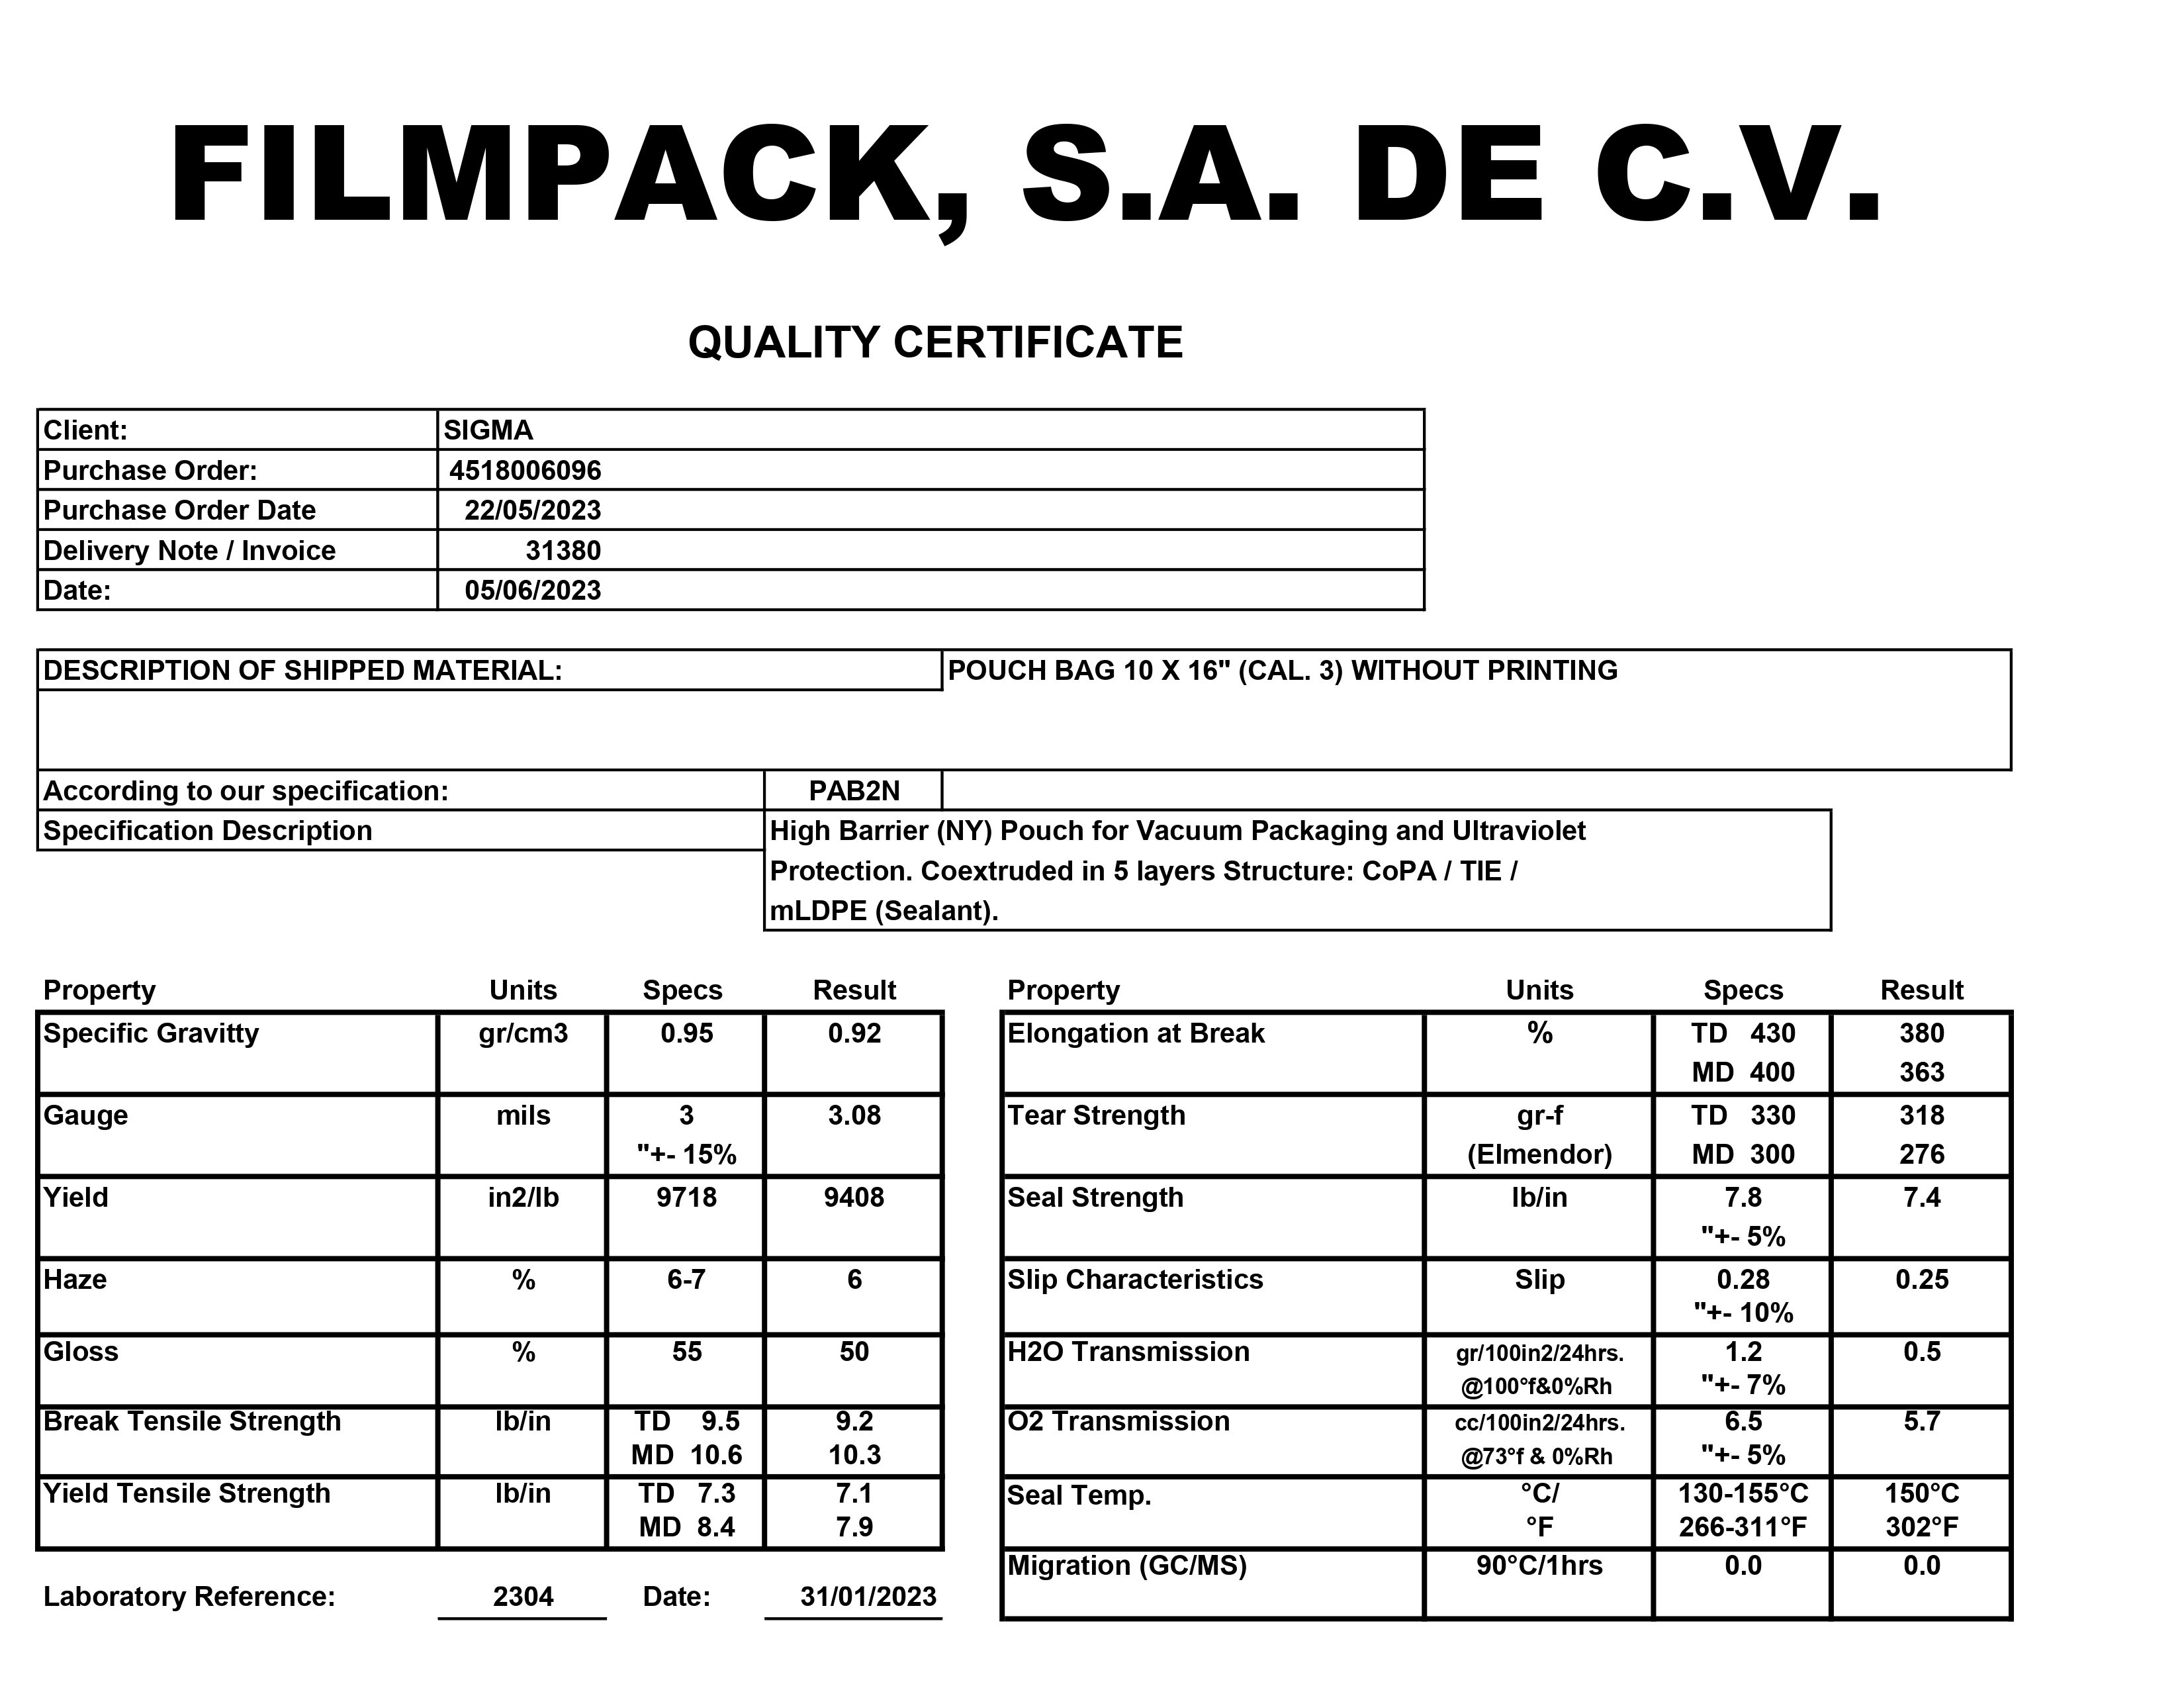 FILMPACK, S.A. DE C.V.
QUALITY CERTIFICATE
Client: SIGMA
Purchase Order: 4518006096
Purchase Order Date 22/05/2023
Delivery Note / Invoice 31380
Date: 05/06/2023
DESCRIPTION OF SHIPPED MATERIAL: POUCH BAG 10 X 16" (CAL. 3) WITHOUT PRINTING
According to our specification: PAB2N
Specification Description High Barrier (NY) Pouch for Vacuum Packaging and Ultraviolet
Protection. Coextruded in 5 layers Structure: CoPA / TIE /
mLDPE (Sealant).
Property Units Specs Result
Specific Gravitty gr/cm3 0.95 0.92
Gauge mils 3 3.08
"+- 15%
Yield in2/lb 9718 9408
Haze % 6-7 6
Gloss % 55 50
Break Tensile Strength lb/in TD 9.5 9.2
MD 10.6 10.3
Yield Tensile Strength lb/in TD 7.3 7.1
MD 8.4 7.9
Laboratory Reference: 2304 Date: 31/01/2023
Property Units Specs Result
Elongation at Break % TD 430 380
MD 400 363
Tear Strength gr-f TD 330 318
(Elmendor) MD 300 276
Seal Strength lb/in 7.8 7.4
"+- 5%
Slip Characteristics Slip 0.28 0.25
"+- 10%
H2O Transmission gr/100in2/24hrs. 1.2 0.5
@100°f&0%Rh "+- 7%
O2 Transmission cc/100in2/24hrs. 6.5 5.7
@73°f & 0%Rh "+- 5%
Seal Temp. °C/ 130-155°C 150°C
°F 266-311°F 302°F
Migration (GC/MS) 90°C/1hrs 0.0 0.0